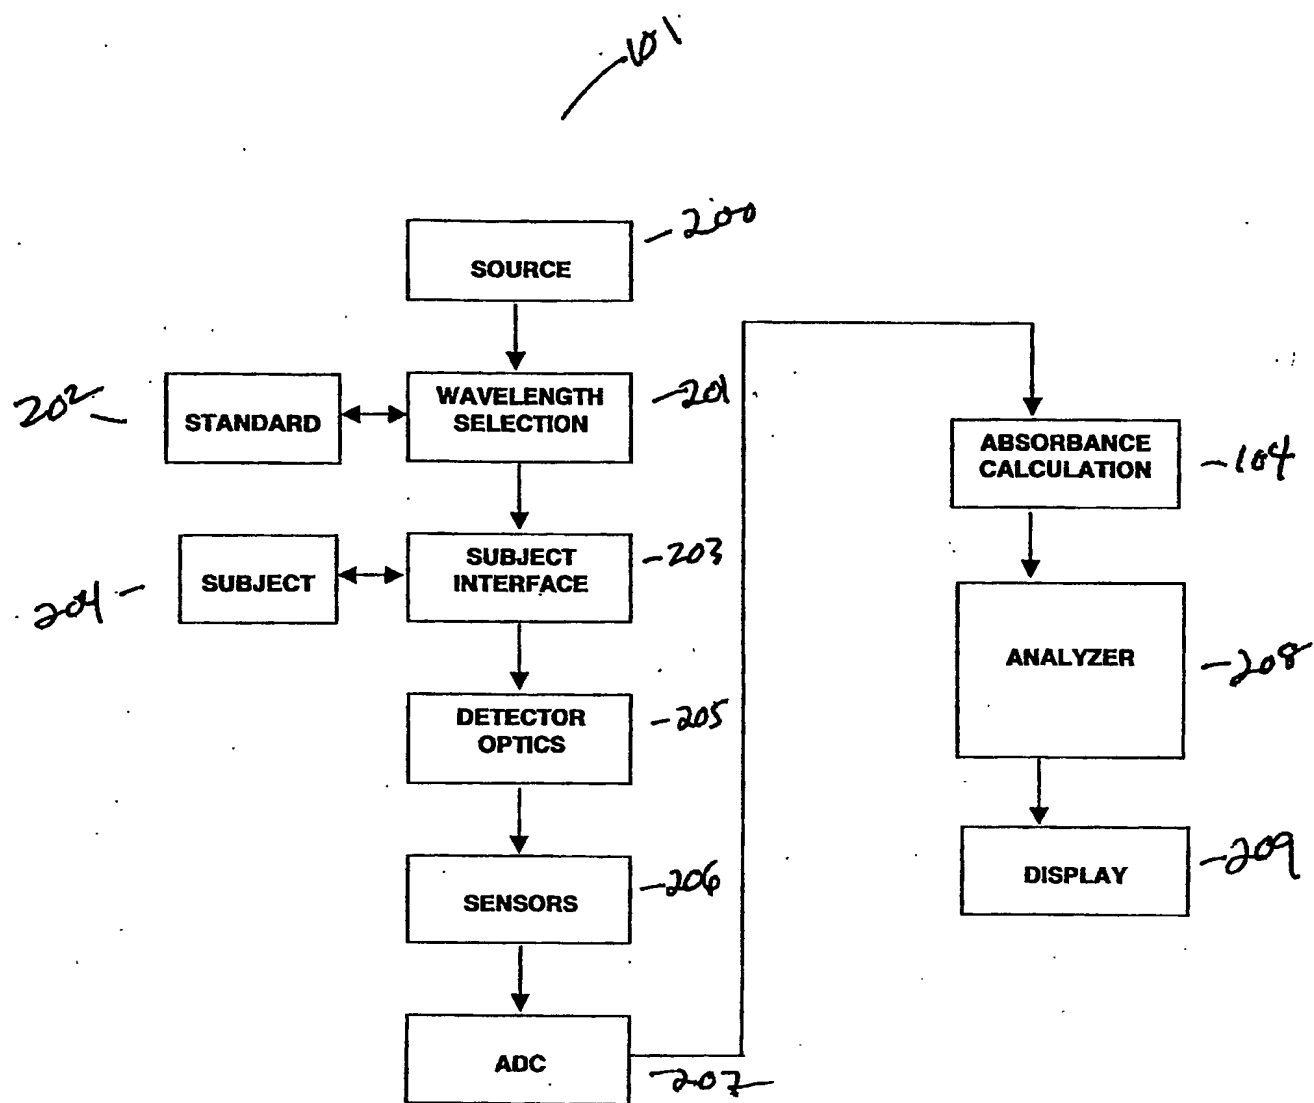 101
SOURCE
200
STANDARD
202
WAVELENGTH
SELECTION
201
SUBJECT
204
SUBJECT
INTERFACE
203
DETECTOR
OPTICS
205
SENSORS
206
ADC
207
ABSORBANCE
CALCULATION
104
ANALYZER
208
DISPLAY
209